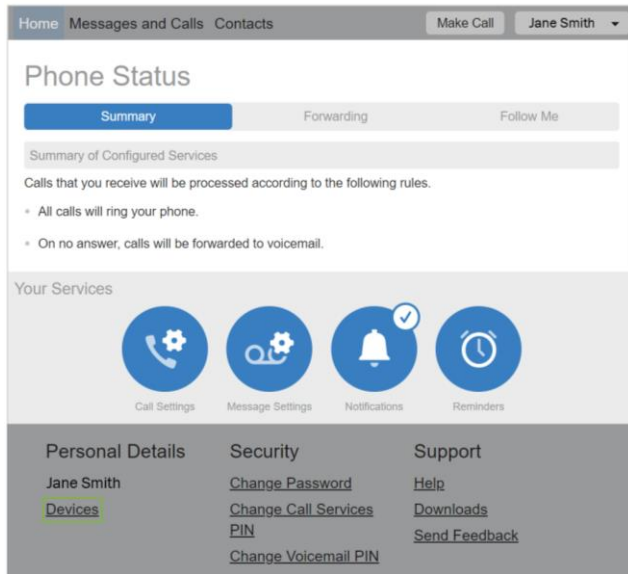 Home Messages and Calls Contacts Make Call Jane Smith
Phone Status
Summary Forwarding Follow Me
Summary of Configured Services
Calls that you receive will be processed according to the following rules.
All calls will ring your phone.
On no answer, calls will be forwarded to voicemail.
Your Services
Call Settings Message Settings Notifications Reminders
Personal Details
Jane Smith
Devices
Security
Change Password
Change Call Services
PIN
Change Voicemail PIN
Support
Help
Downloads
Send Feedback